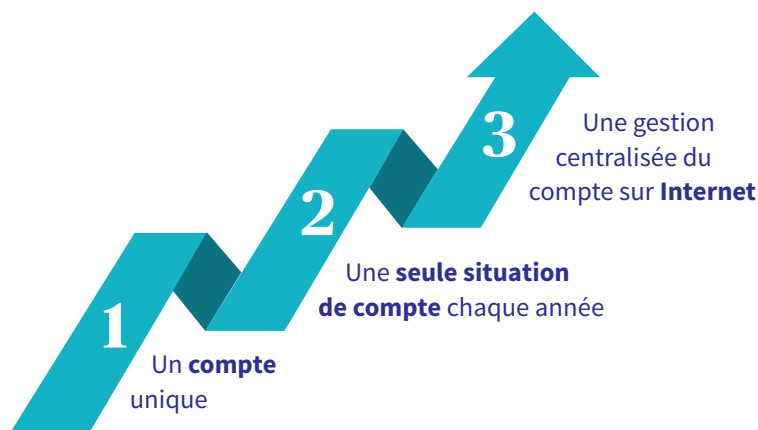 1
Un compte
unique
2
Une seule situation
de compte chaque année
3
Une gestion
centralisée du
compte sur Internet